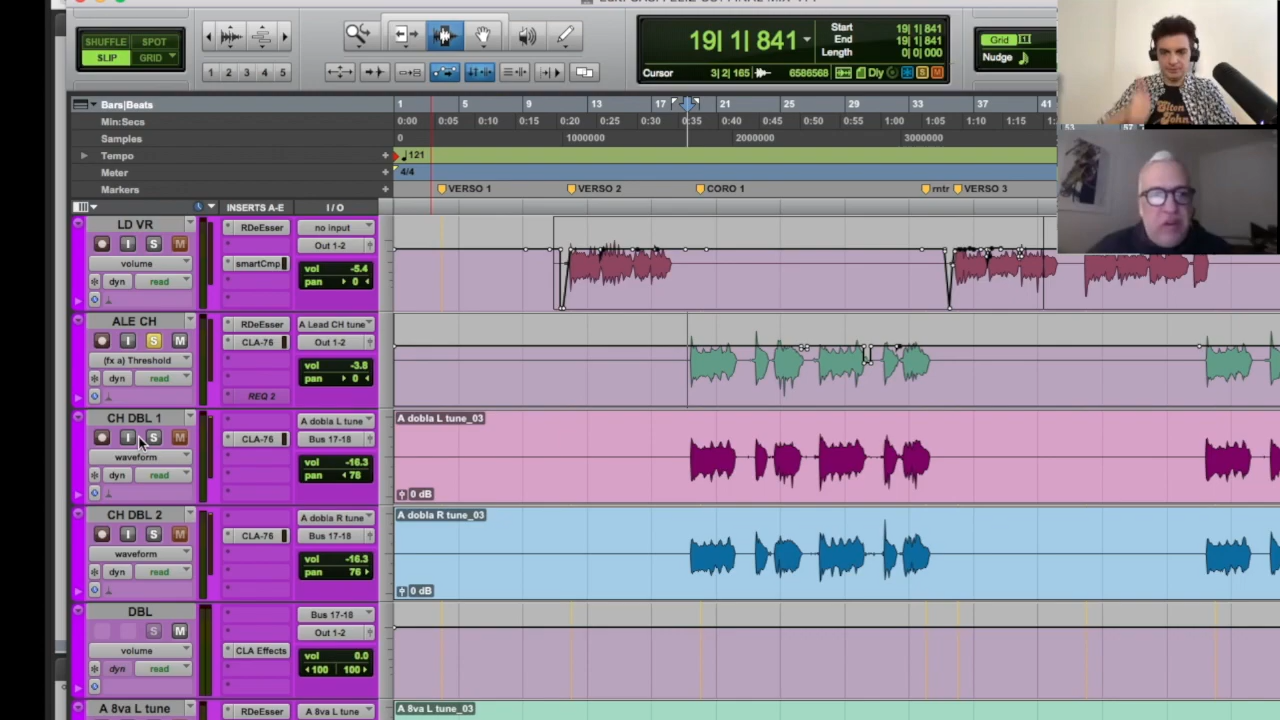 SHUFFLE SPOT
SLIP GRID
1 2 3 4 5
19| 1| 841
Start 19| 1| 841
End 19| 1| 841
Length 0| 0| 000
Cursor 3| 2| 165 6586568 Dly
Grid
Nudge
Bars|Beats 1 5 9 13 17 21 25 29 33 37 41
Min:Secs 0:00 0:05 0:10 0:15 0:20 0:25 0:30 0:35 0:40 0:45 0:50 0:55 1:00 1:05 1:10 1:15
Samples 0 1000000 2000000 3000000
Tempo 121
Meter 4/4
Markers VERSO 1 VERSO 2 CORO 1 rntr VERSO 3
INSERTS A-E I / O
LD VR RDeEsser no input
I S M Out 1-2
volume smartCmp vol -5.4
dyn read pan 0
ALE CH RDeEsser A Lead CH tune
I S M CLA-76 Out 1-2
(fx a) Threshold vol -3.8
dyn read pan 0
REQ 2
CH DBL 1 A dobla L tune A dobla L tune_03
I S M CLA-76 Bus 17-18
waveform vol -16.3
dyn read pan 78
0 dB
CH DBL 2 A dobla R tune A dobla R tune_03
I S M CLA-76 Bus 17-18
waveform vol -16.3
dyn read pan 76
0 dB
DBL Bus 17-18
S M Out 1-2
volume CLA Effects vol 0.0
dyn read 100 100
A 8va L tune RDeEsser A 8va L tune A 8va L tune_03